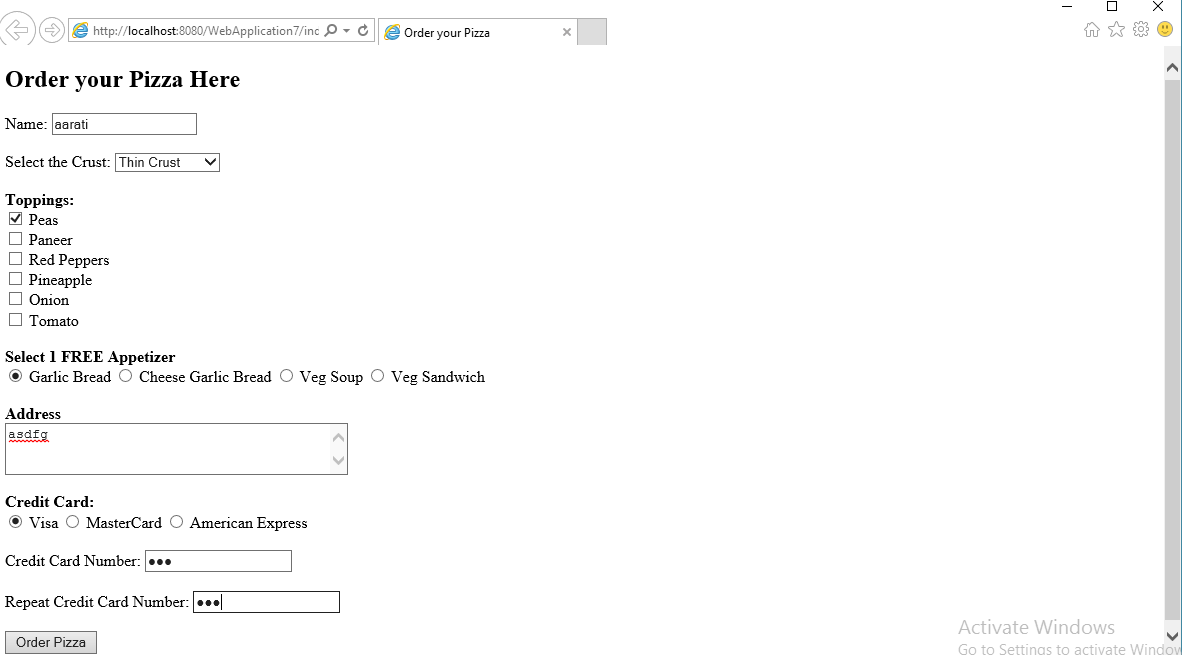 http://localhost:8080/WebApplication7/inc
Order your Pizza
Order your Pizza Here
Name: aarati
Select the Crust: Thin Crust
Toppings:
Peas
Paneer
Red Peppers
Pineapple
Onion
Tomato
Select 1 FREE Appetizer
Garlic Bread Cheese Garlic Bread Veg Soup Veg Sandwich
Address
asdfg
Credit Card:
Visa MasterCard American Express
Credit Card Number: •••
Repeat Credit Card Number: •••
Order Pizza
Activate Windows
Go to Settings to activate Window